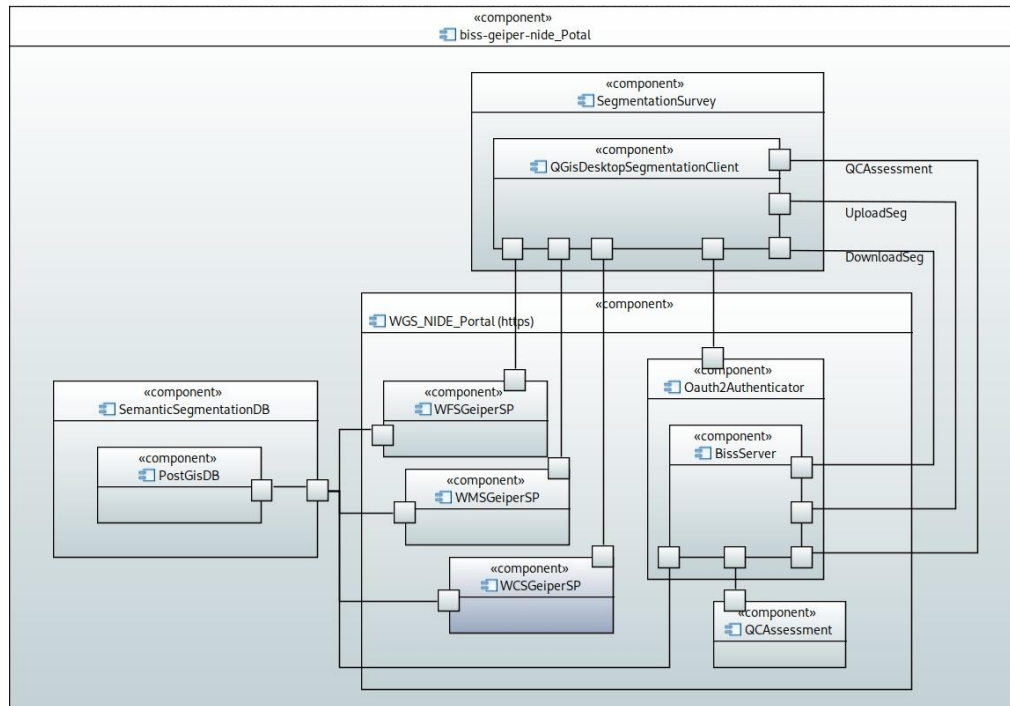 «component»
biss-geiper-nide_Potal
«component»
SegmentationSurvey
«component»
QGisDesktopSegmentationClient
QCAssessment
UploadSeg
DownloadSeg
«component»
WGS_NIDE_Portal (https)
«component»
SemanticSegmentationDB
«component»
PostGisDB
«component»
WFSGeiperSP
«component»
WMSGeiperSP
«component»
WCSGeiperSP
«component»
Oauth2Authenticator
«component»
BissServer
«component»
QCAssessment